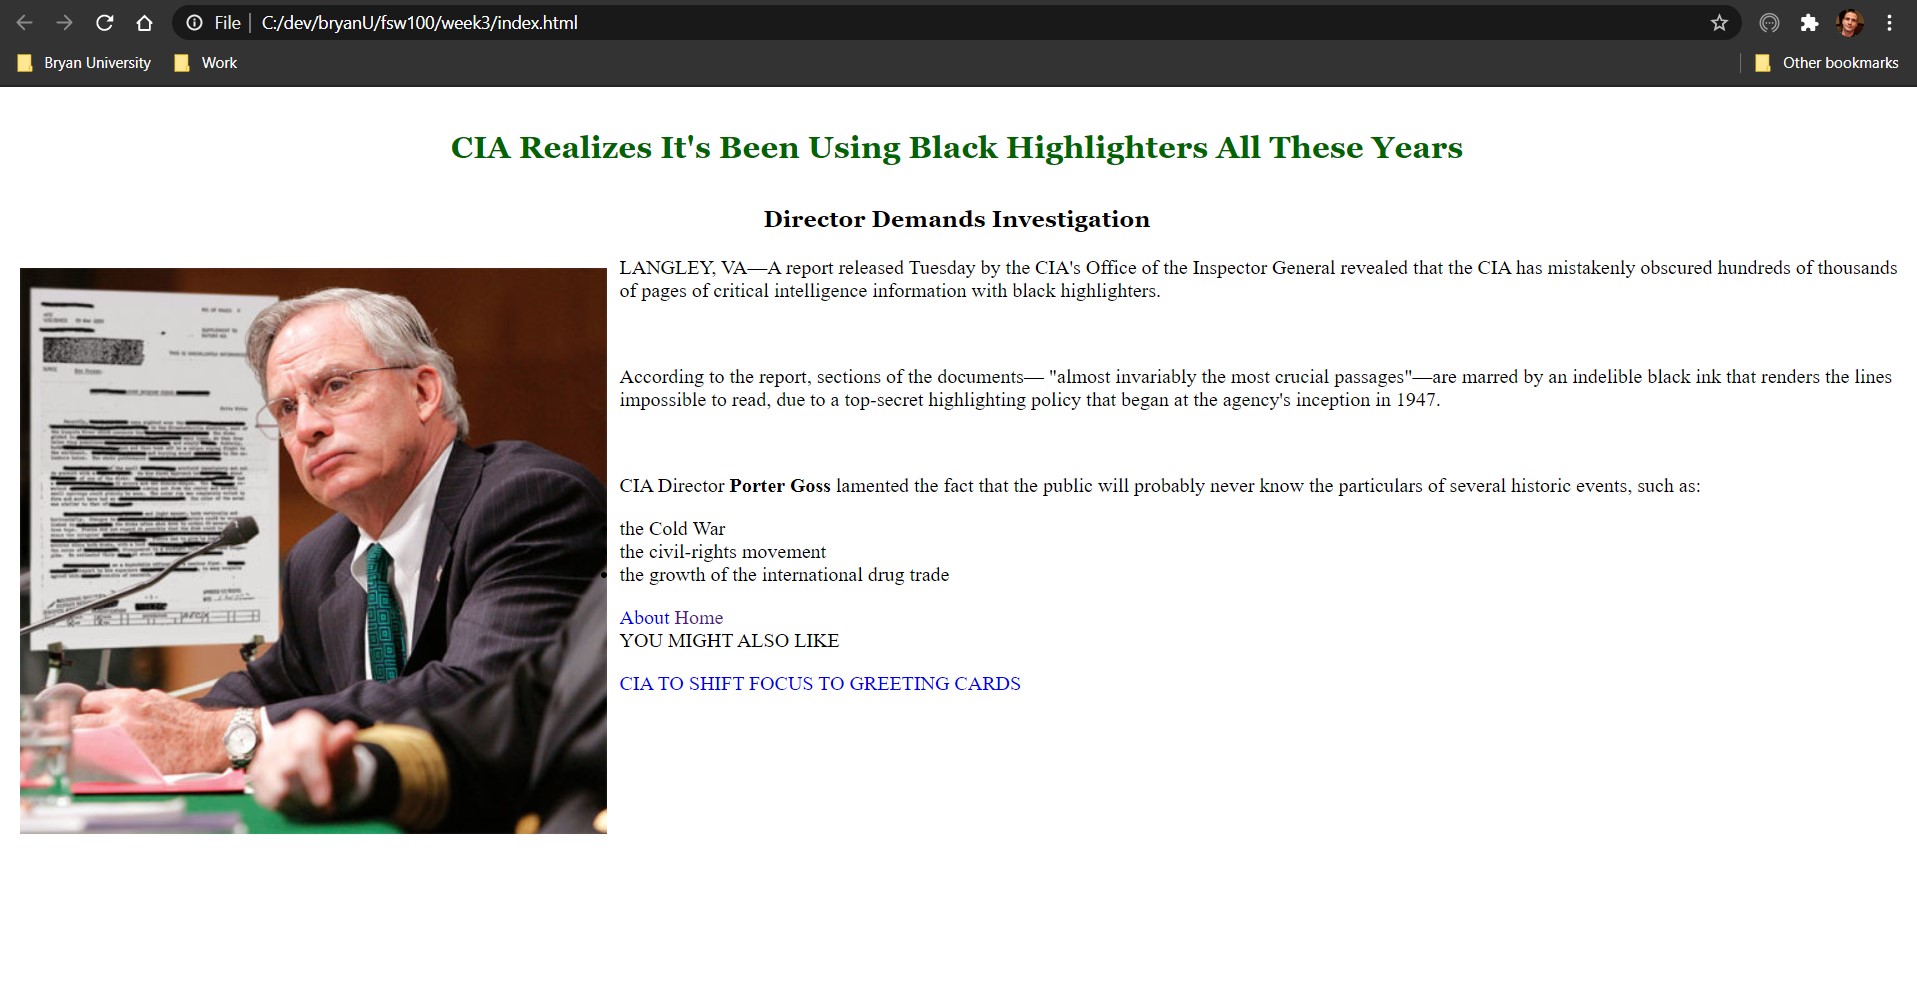 File | C:/dev/bryanU/fsw100/week3/index.html
Bryan University Work Other bookmarks
CIA Realizes It's Been Using Black Highlighters All These Years
Director Demands Investigation
LANGLEY, VA—A report released Tuesday by the CIA's Office of the Inspector General revealed that the CIA has mistakenly obscured hundreds of thousands
of pages of critical intelligence information with black highlighters.
According to the report, sections of the documents— "almost invariably the most crucial passages"—are marred by an indelible black ink that renders the lines
impossible to read, due to a top-secret highlighting policy that began at the agency's inception in 1947.
CIA Director Porter Goss lamented the fact that the public will probably never know the particulars of several historic events, such as:
the Cold War
the civil-rights movement
the growth of the international drug trade
About Home
YOU MIGHT ALSO LIKE
CIA TO SHIFT FOCUS TO GREETING CARDS